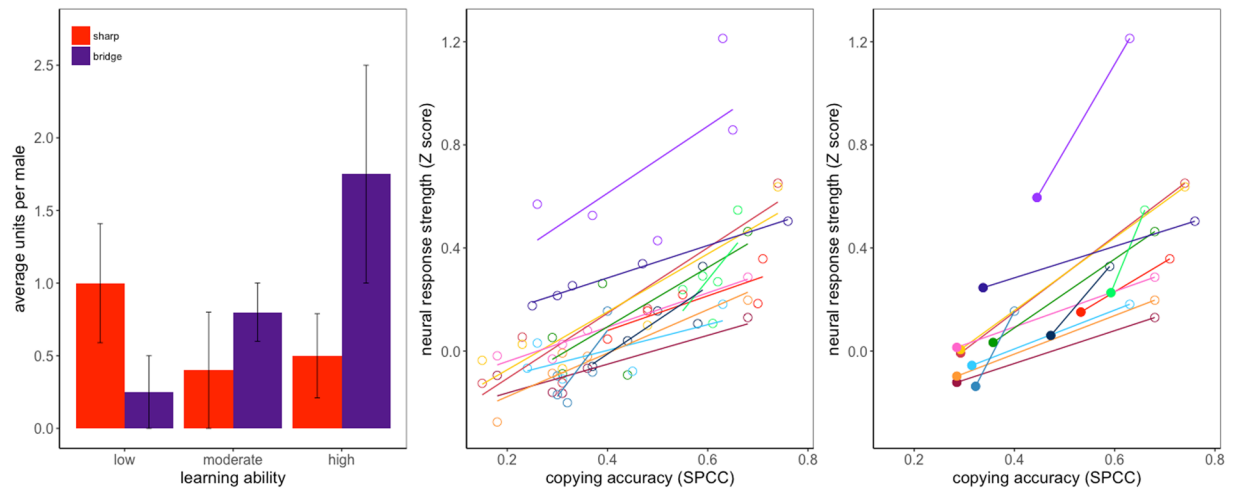 sharp
bridge
average units per male
2.5
2.0
1.5
1.0
0.5
0.0
low moderate high
learning ability
neural response strength (Z score)
1.2
0.8
0.4
0.0
0.2 0.4 0.6 0.8
copying accuracy (SPCC)
neural response strength (Z score)
1.2
0.8
0.4
0.0
0.2 0.4 0.6 0.8
copying accuracy (SPCC)